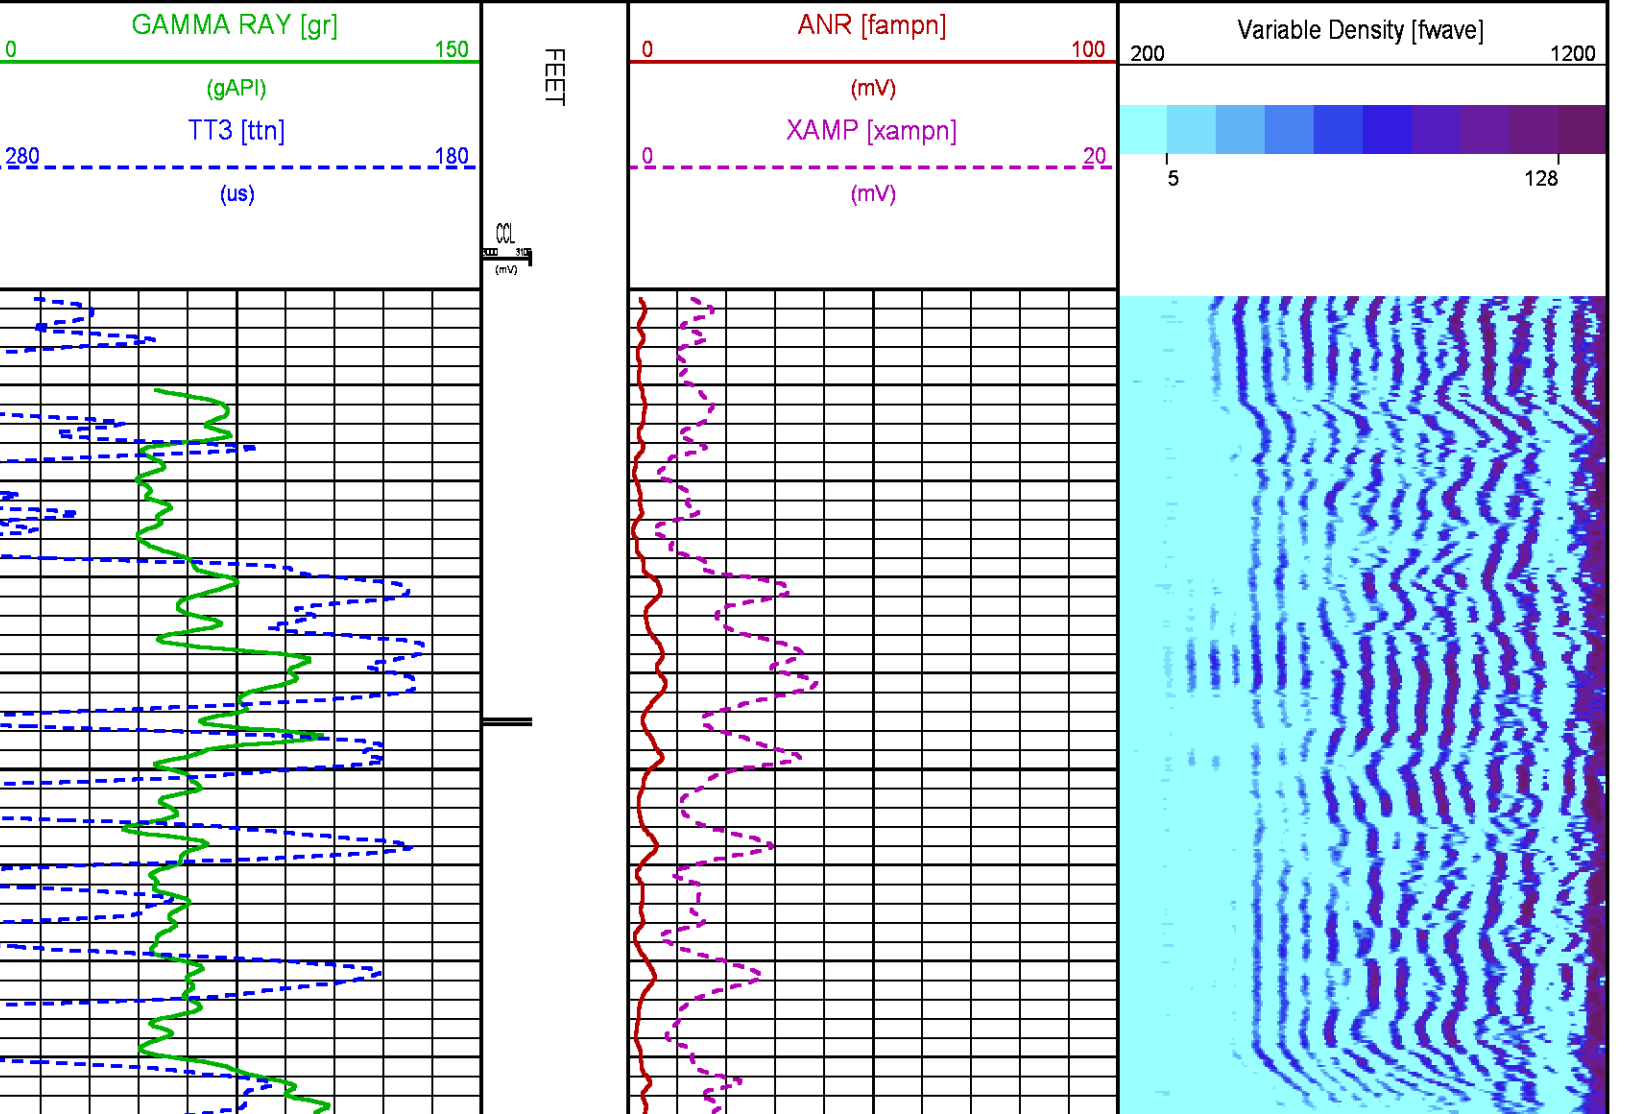 GAMMA RAY [gr]
0 150
(gAPI)
TT3 [ttn]
280 180
(us)
FEET
CCL
(mV)
ANR [fampn]
0 100
(mV)
XAMP [xampn]
0 20
(mV)
Variable Density [fwave]
200 1200
5 128